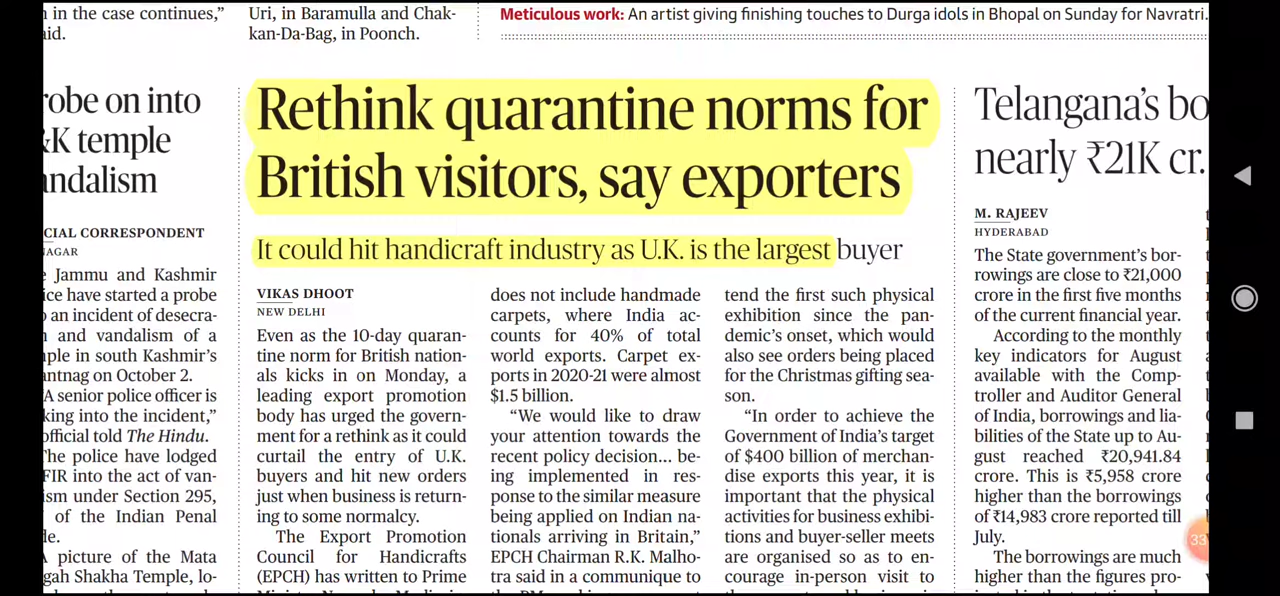 n in the case continues,”
aid.
Uri, in Baramulla and Chak-
kan-Da-Bag, in Poonch.
Meticulous work: An artist giving finishing touches to Durga idols in Bhopal on Sunday for Navratri.
robe on into
&K temple
andalism
CIAL CORRESPONDENT
NAGAR
e Jammu and Kashmir
ice have started a probe
o an incident of desecra-
n and vandalism of a
ple in south Kashmir’s
antnag on October 2.
A senior police officer is
king into the incident,”
official told The Hindu.
The police have lodged
FIR into the act of van-
ism under Section 295,
of the Indian Penal
de.
A picture of the Mata
gah Shakha Temple, lo-
Rethink quarantine norms for
British visitors, say exporters
It could hit handicraft industry as U.K. is the largest buyer
VIKAS DHOOT
NEW DELHI
Even as the 10-day quaran-
tine norm for British nation-
als kicks in on Monday, a
leading export promotion
body has urged the govern-
ment for a rethink as it could
curtail the entry of U.K.
buyers and hit new orders
just when business is return-
ing to some normalcy.
The Export Promotion
Council for Handicrafts
(EPCH) has written to Prime
does not include handmade
carpets, where India ac-
counts for 40% of total
world exports. Carpet ex-
ports in 2020-21 were almost
$1.5 billion.
“We would like to draw
your attention towards the
recent policy decision... be-
ing implemented in res-
ponse to the similar measure
being applied on Indian na-
tionals arriving in Britain,”
EPCH Chairman R.K. Malho-
tra said in a communique to
tend the first such physical
exhibition since the pan-
demic’s onset, which would
also see orders being placed
for the Christmas gifting sea-
son.
“In order to achieve the
Government of India’s target
of $400 billion of merchan-
dise exports this year, it is
important that the physical
activities for business exhibi-
tions and buyer-seller meets
are organised so as to en-
courage in-person visit to
Telangana’s bo
nearly ₹21K cr.
M. RAJEEV
HYDERABAD
The State government’s bor-
rowings are close to ₹21,000
crore in the first five months
of the current financial year.
According to the monthly
key indicators for August
available with the Comp-
troller and Auditor General
of India, borrowings and lia-
bilities of the State up to Au-
gust reached ₹20,941.84
crore. This is ₹5,958 crore
higher than the borrowings
of ₹14,983 crore reported till
July.
The borrowings are much
higher than the figures pro-
33